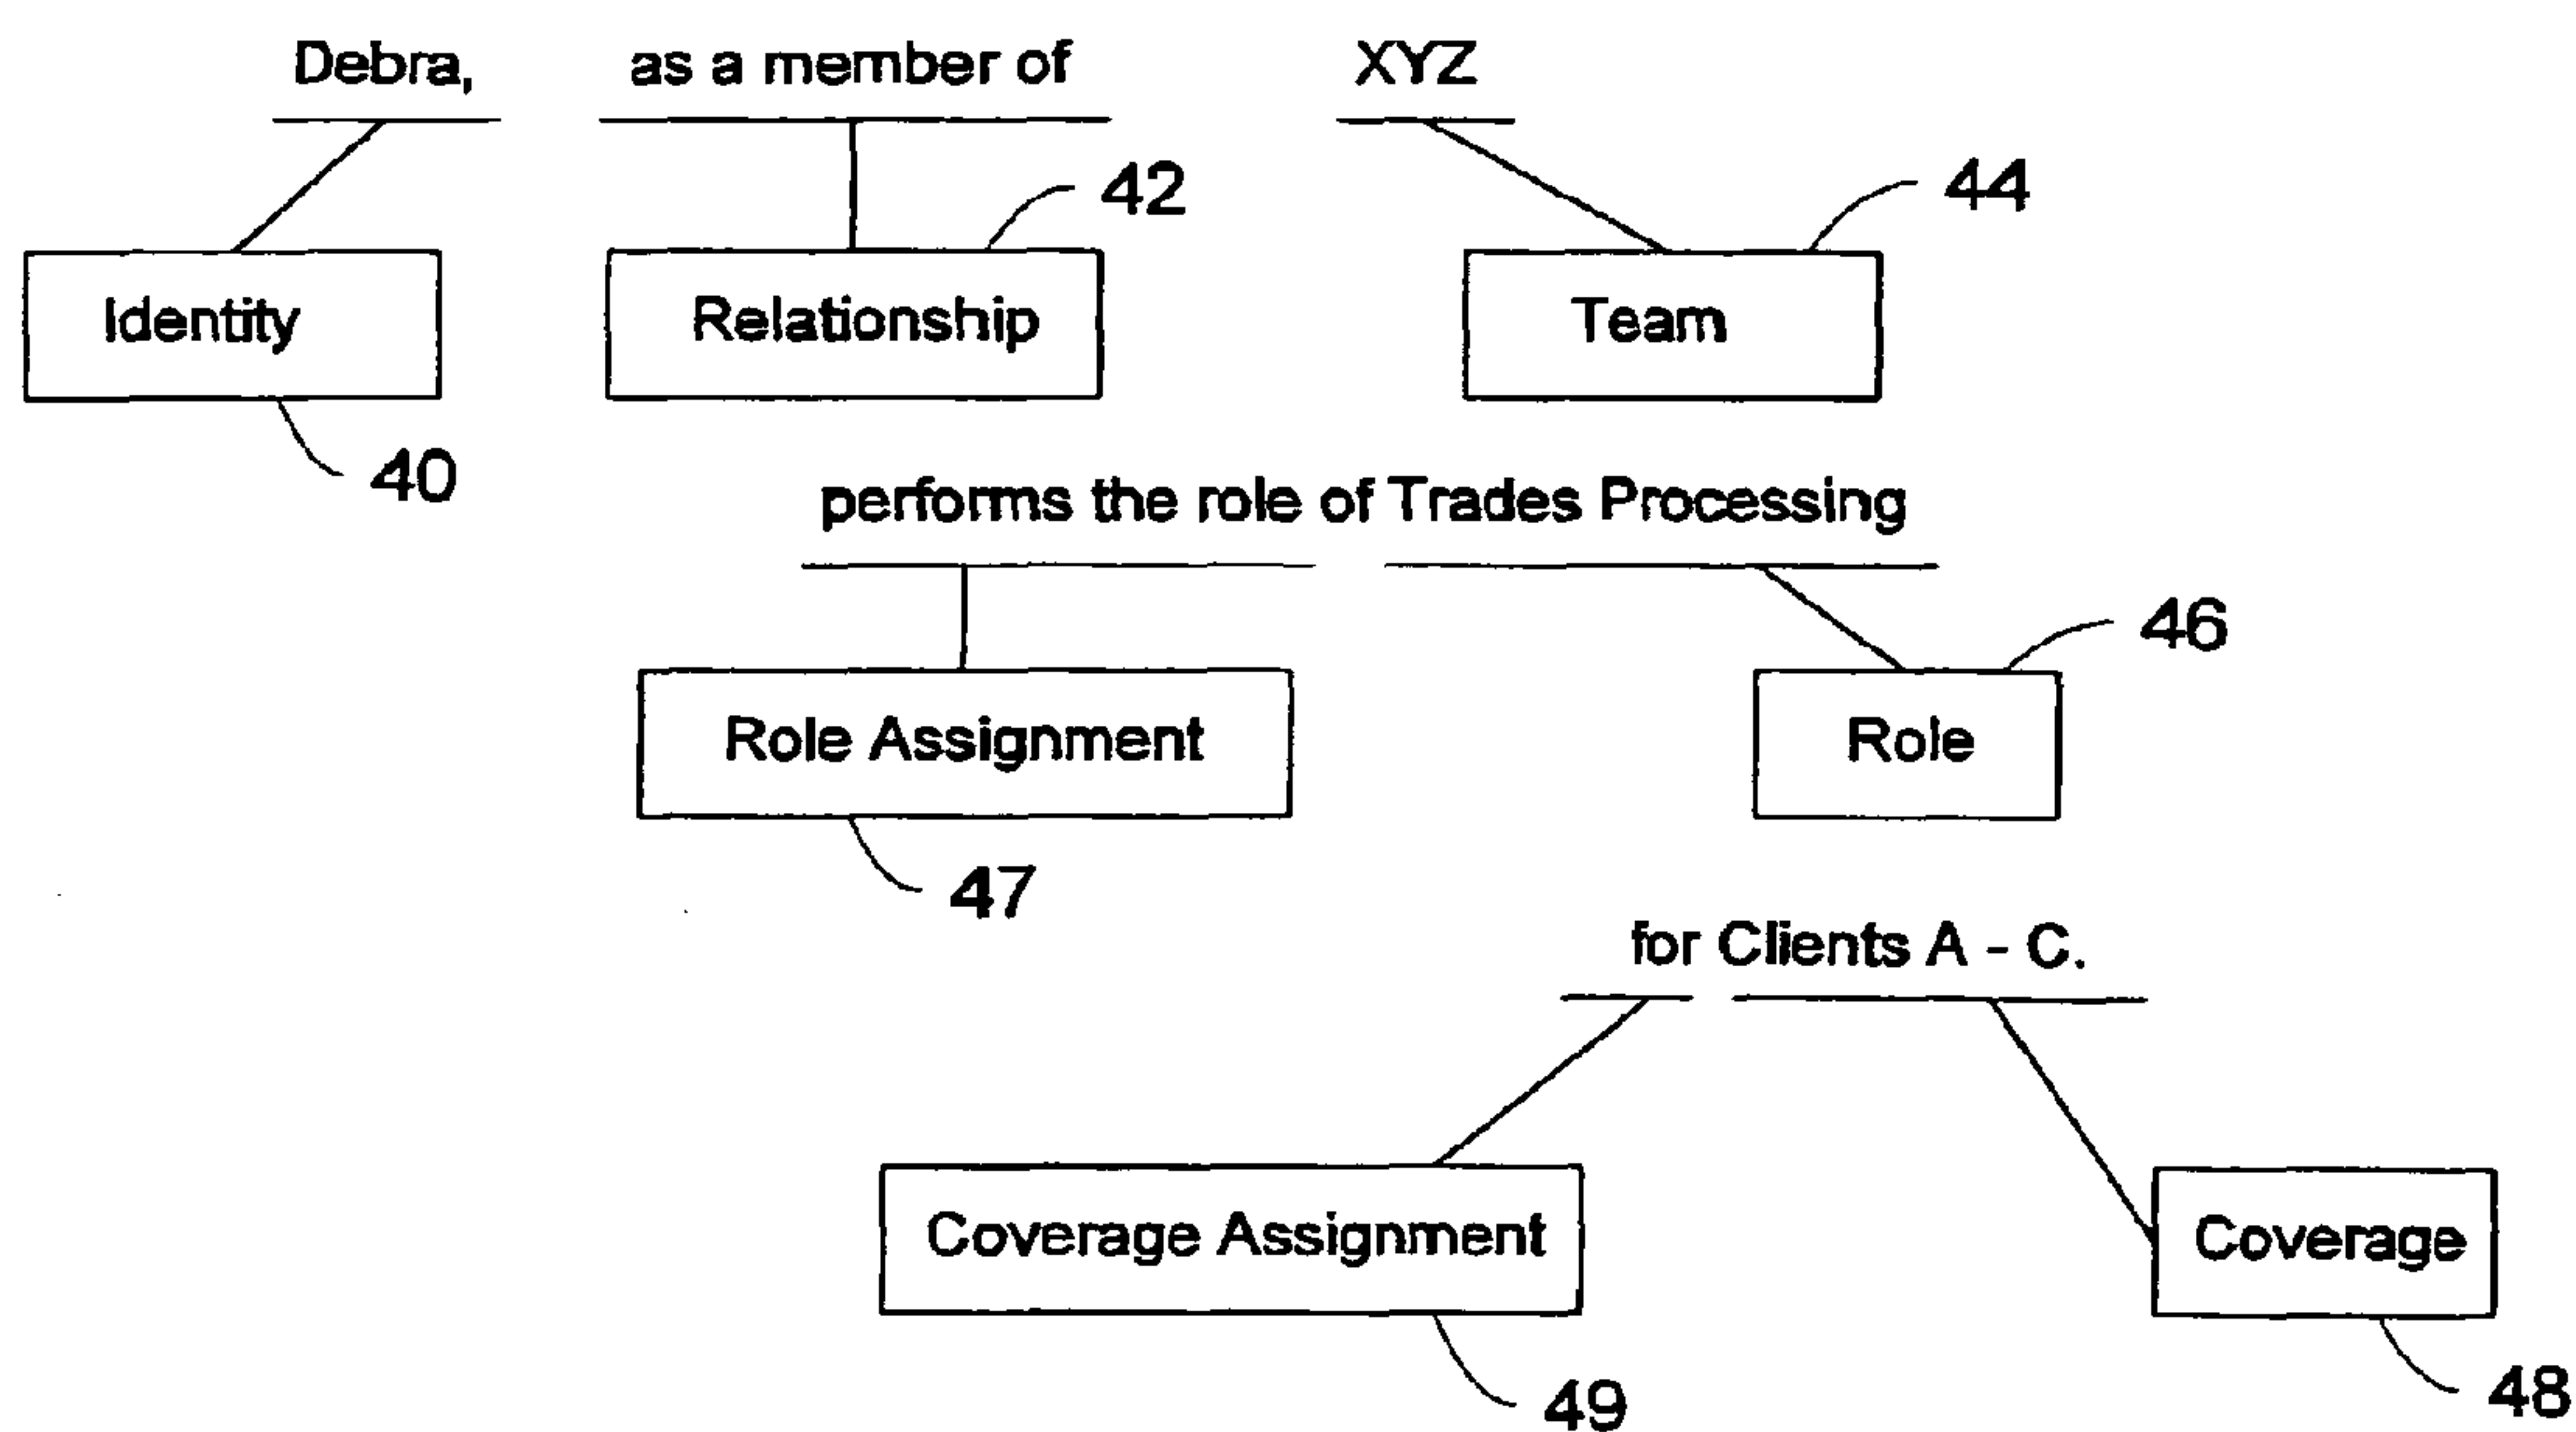 Debra, as a member of XYZ
42
44
Identity Relationship Team
40
performs the role of Trades Processing
46
Role Assignment Role
47
for Clients A - C.
Coverage Assignment Coverage
49
48